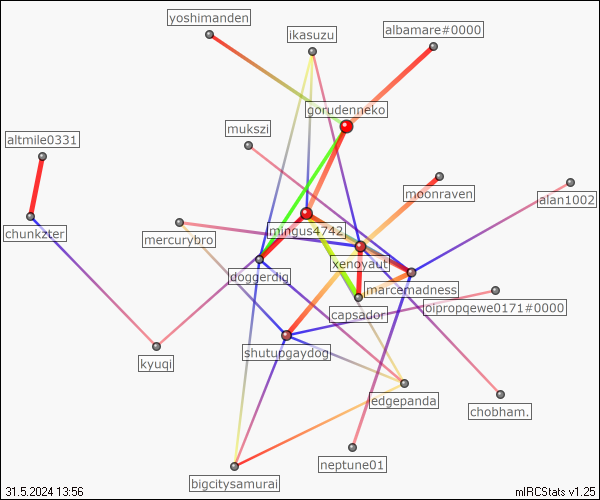 yoshimanden
ikasuzu
albamare#0000
gorudenneko
mukszi
altmile0331
moonraven
alan1002
chunkzter
mercurybro
mingus4742
xenoyaut
doggerdig
marcemadness
capsador
loipropqewe0171#0000
shutupgaydog
kyuqi
edgepanda
chobham.
neptune01
bigcitysamurai
31.5.2024 13:56
mIRCStats v1.25